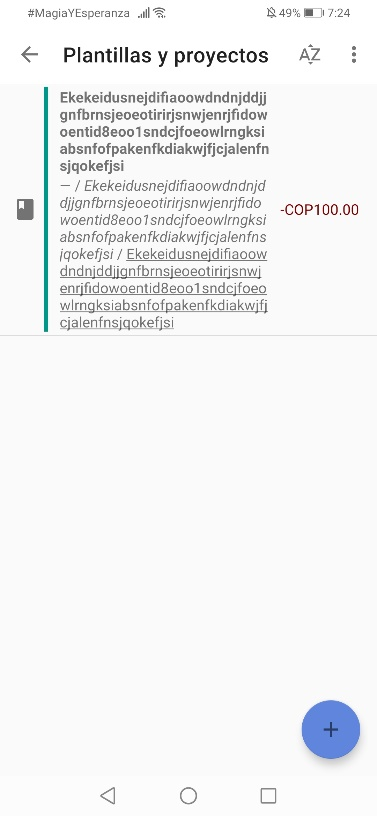 #MagiaYEsperanza
49%
7:24
Plantillas y proyectos
AZ
Ekekeidusnejdifiaoowdndnjddjj
gnfbrnsjeoeotirirjsnwjenrjfidow
oentid8eoo1sndcjfoeowlrngksi
absnfofpakenfkdiakwjfjcjalenfn
sjqokefjsi
— / Ekekeidusnejdifiaoowdndnjd
djjgnfbrnsjeoeotirirjsnwjenrjfido
woentid8eoo1sndcjfoeowlrngksi
absnfofpakenfkdiakwjfjcjalenfns
jqokefjsi / Ekekeidusnejdifiaoow
dndnjddjjgnfbrnsjeoeotirirjsnwj
enrjfidowoentid8eoo1sndcjfoeo
wlrngksiabsnfofpakenfkdiakwjfj
cjalenfnsjqokefjsi
-COP100.00